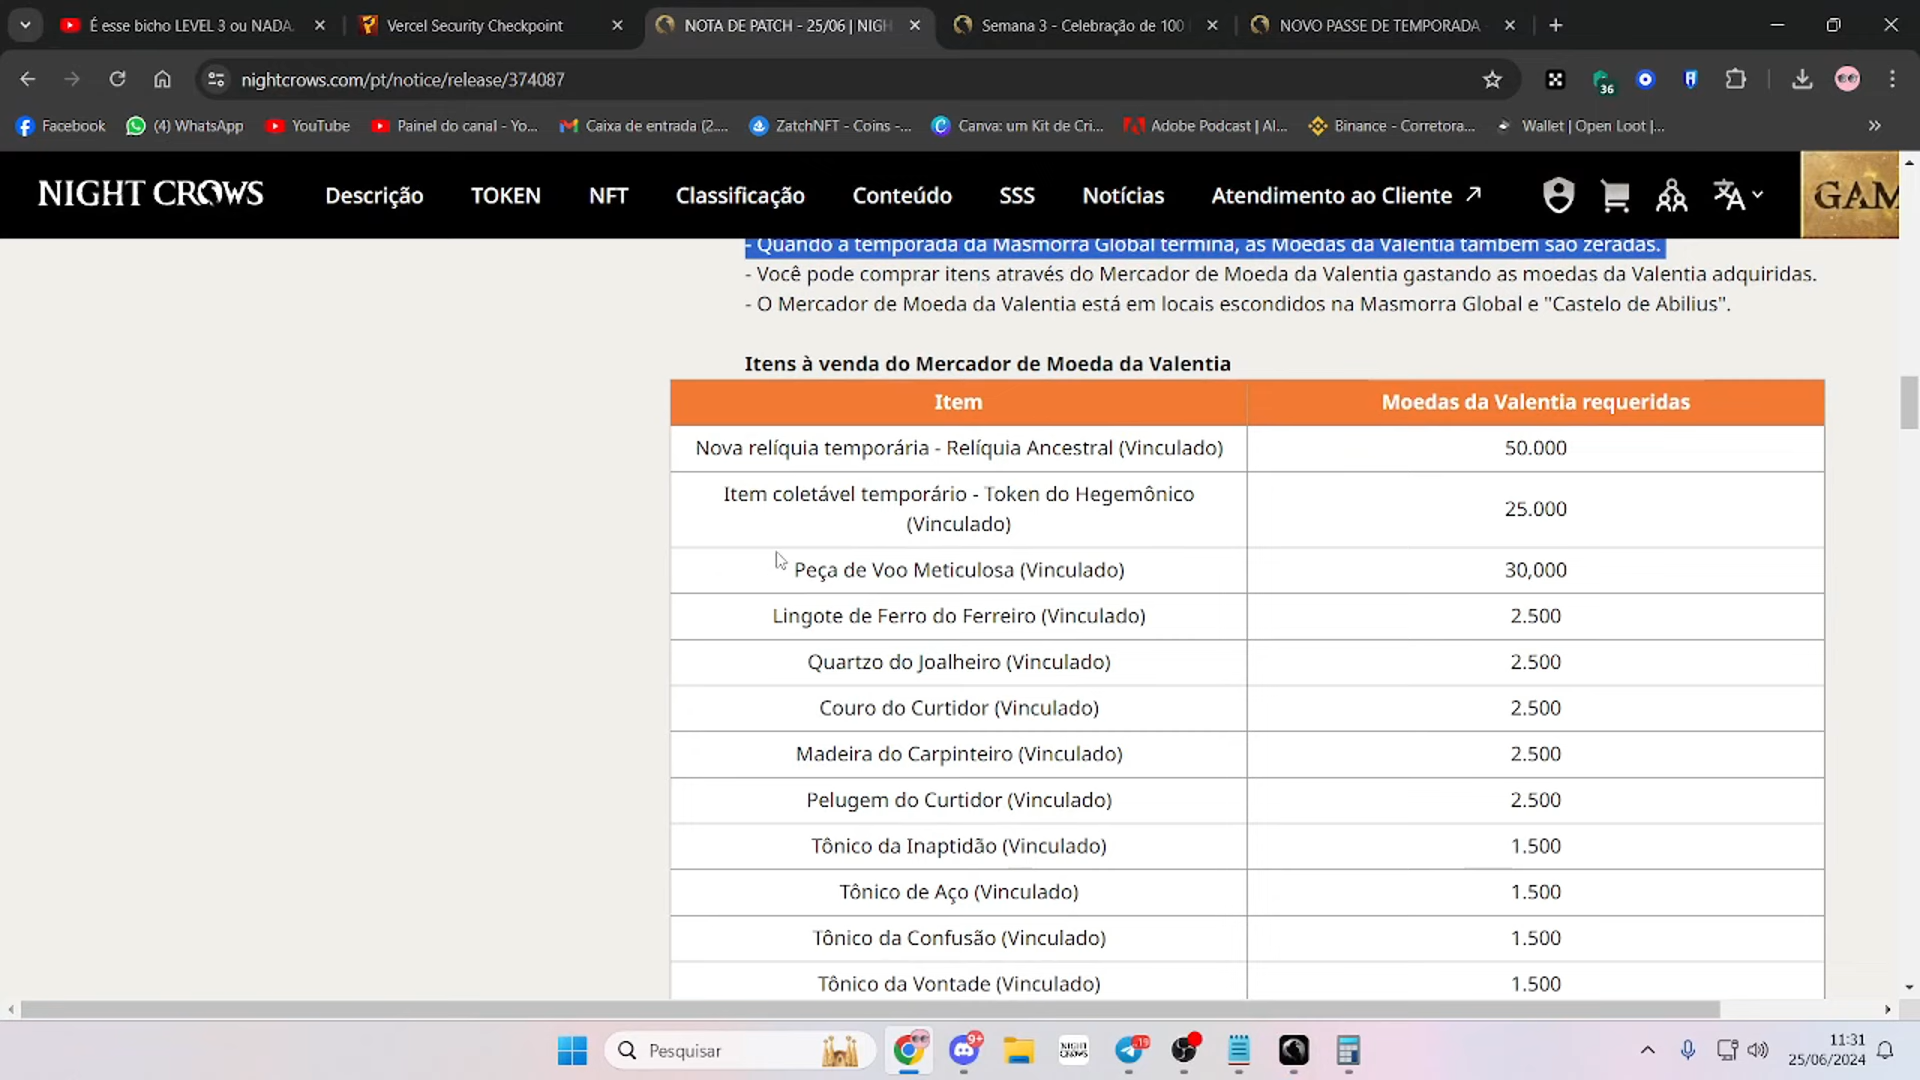 É esse bicho LEVEL 3 ou NADA.
Vercel Security Checkpoint
NOTA DE PATCH - 25/06 | NIGH
Semana 3 - Celebração de 100
NOVO PASSE DE TEMPORADA
nightcrows.com/pt/notice/release/374087
36
Facebook
(4) WhatsApp
YouTube
Painel do canal - Yo...
Caixa de entrada (2....
ZatchNFT - Coins -...
Canva: um Kit de Cri...
Adobe Podcast | AI...
Binance - Corretora...
Wallet | Open Loot |...
NIGHT CROWS
Descrição
TOKEN
NFT
Classificação
Conteúdo
SSS
Notícias
Atendimento ao Cliente
GAM
- Quando a temporada da Masmorra Global termina, as Moedas da Valentia também são zeradas.
- Você pode comprar itens através do Mercador de Moeda da Valentia gastando as moedas da Valentia adquiridas.
- O Mercador de Moeda da Valentia está em locais escondidos na Masmorra Global e "Castelo de Abilius".
Itens à venda do Mercador de Moeda da Valentia
Item Moedas da Valentia requeridas
Nova relíquia temporária - Relíquia Ancestral (Vinculado) 50.000
Item coletável temporário - Token do Hegemônico
(Vinculado) 25.000
Peça de Voo Meticulosa (Vinculado) 30,000
Lingote de Ferro do Ferreiro (Vinculado) 2.500
Quartzo do Joalheiro (Vinculado) 2.500
Couro do Curtidor (Vinculado) 2.500
Madeira do Carpinteiro (Vinculado) 2.500
Pelugem do Curtidor (Vinculado) 2.500
Tônico da Inaptidão (Vinculado) 1.500
Tônico de Aço (Vinculado) 1.500
Tônico da Confusão (Vinculado) 1.500
Tônico da Vontade (Vinculado) 1.500
Pesquisar
9+
NIGHT
CROWS
19
11:31
25/06/2024